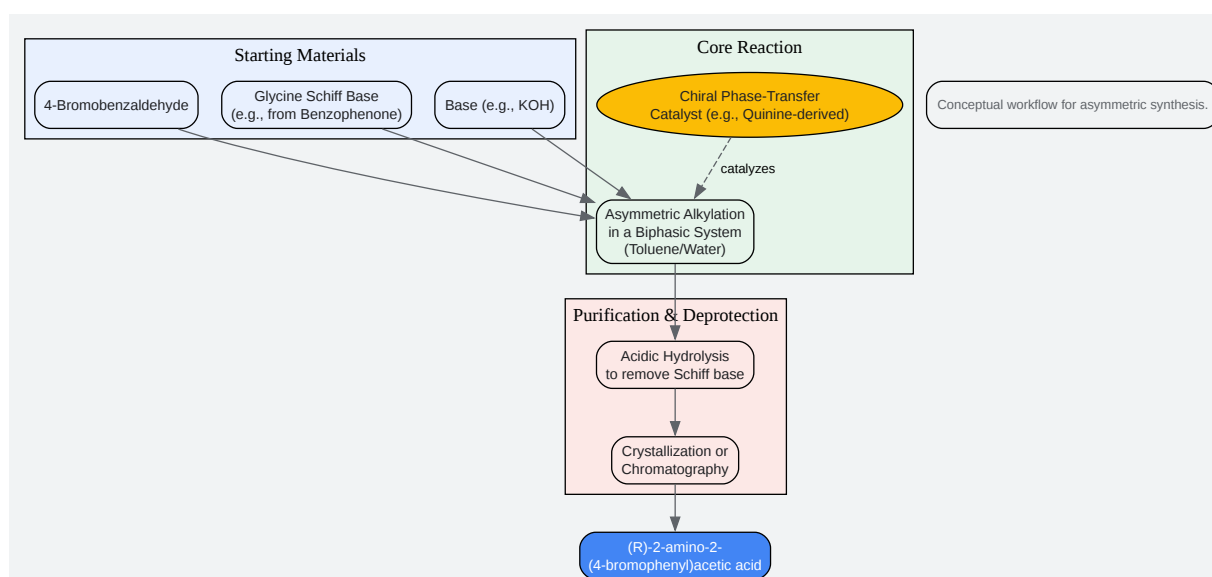 Starting Materials
4-Bromobenzaldehyde
Glycine Schiff Base
(e.g., from Benzophenone)
Base (e.g., KOH)
Core Reaction
Chiral Phase-Transfer
Catalyst (e.g., Quinine-derived)
Conceptual workflow for asymmetric synthesis.
catalyzes
Asymmetric Alkylation
in a Biphasic System
(Toluene/Water)
Purification & Deprotection
Acidic Hydrolysis
to remove Schiff base
Crystallization or
Chromatography
(R)-2-amino-2-
(4-bromophenyl)acetic acid